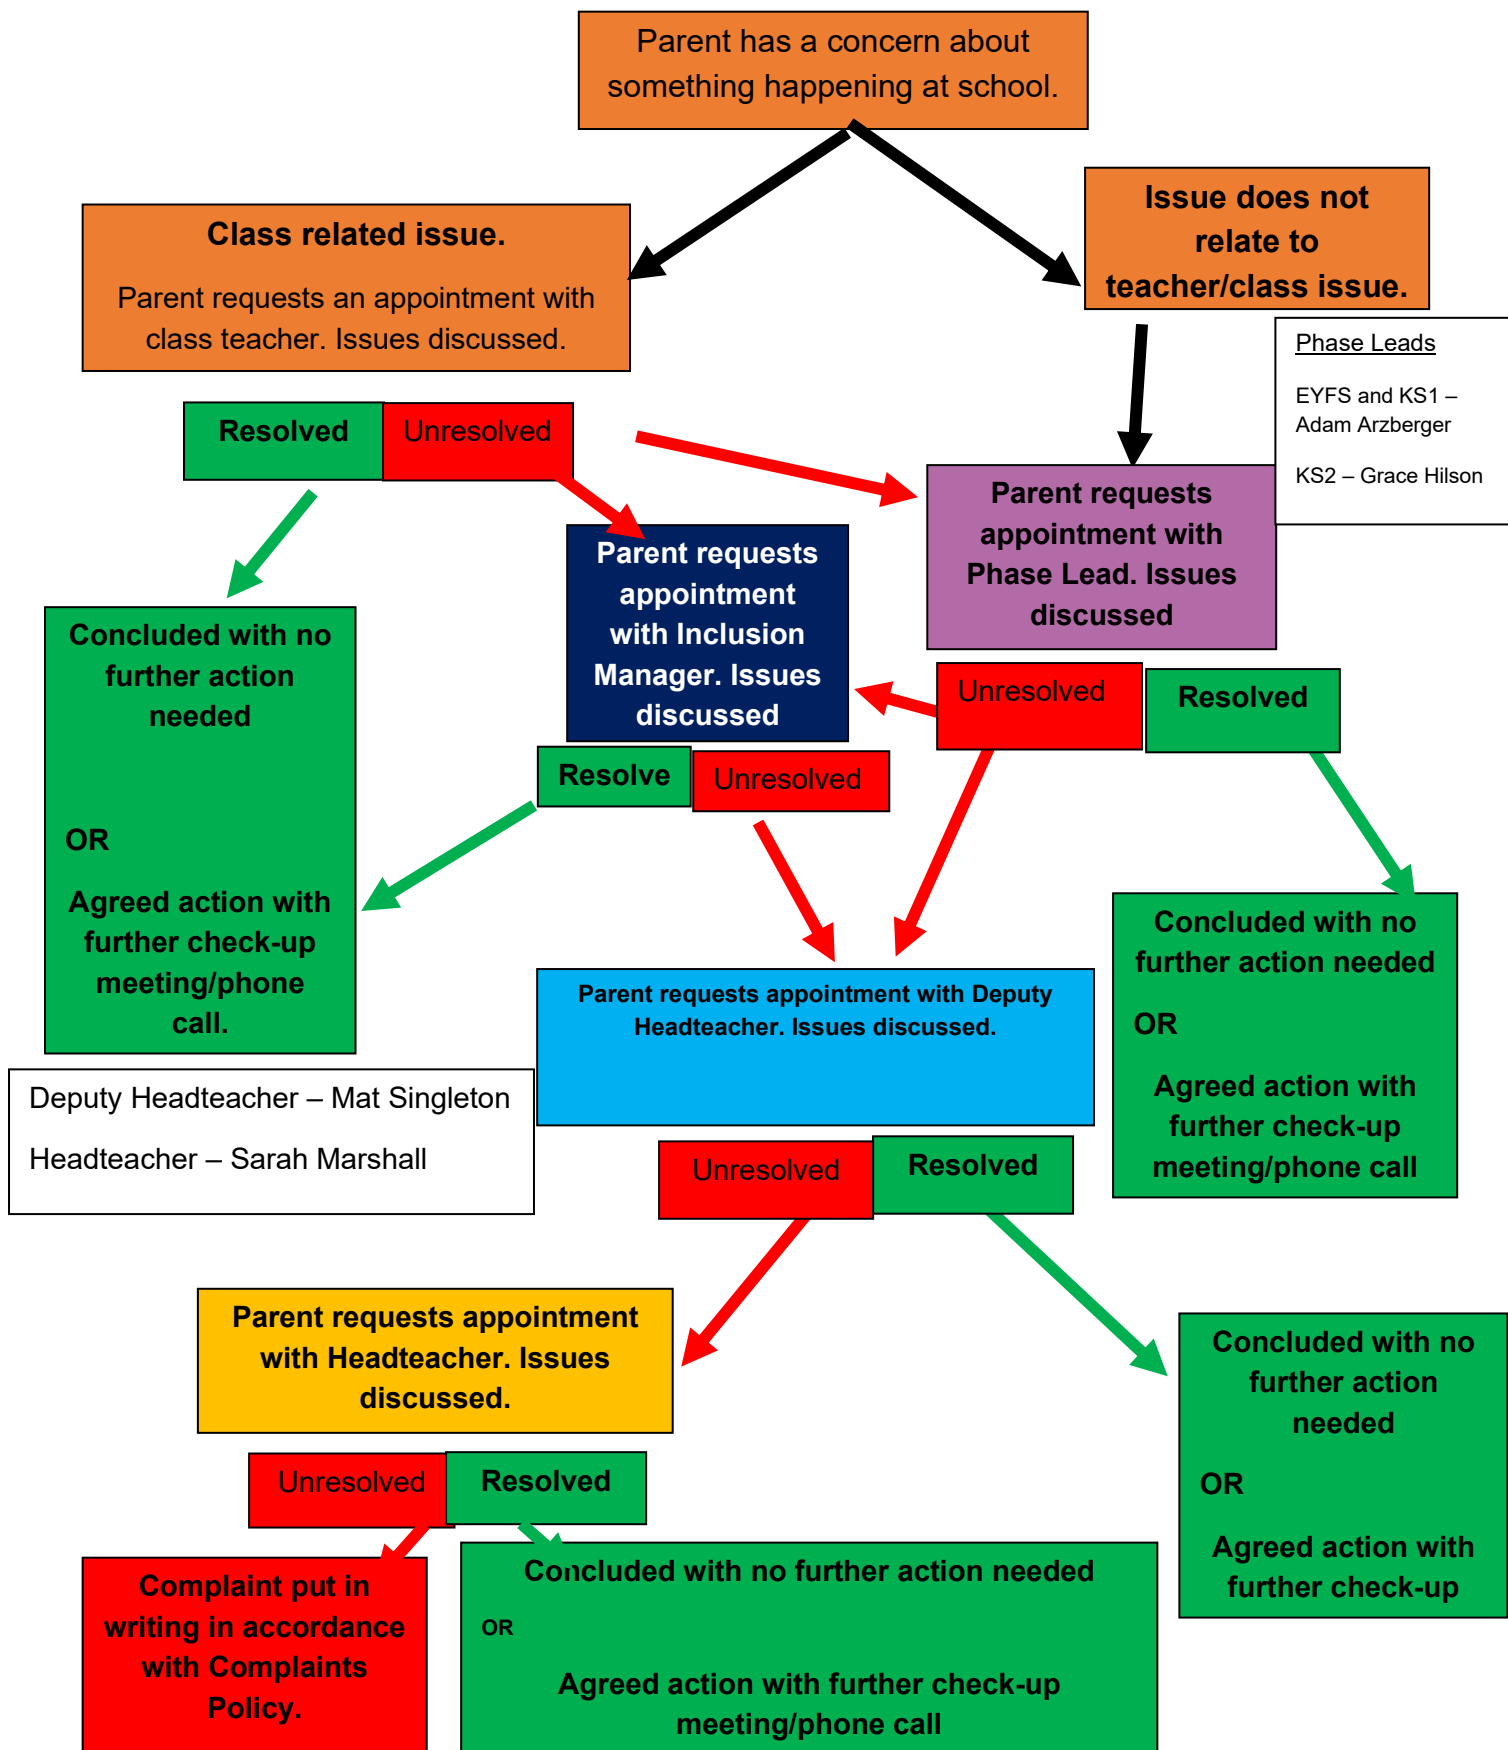 Parent has a concern about
something happening at school.
Class related issue.
Parent requests an appointment with
class teacher. Issues discussed.
Issue does not
relate to
teacher/class issue.
Phase Leads
EYFS and KS1 –
Adam Arzberger
KS2 – Grace Hilson
Resolved
Unresolved
Parent requests
appointment with
Phase Lead. Issues
discussed
Parent requests
appointment
with Inclusion
Manager. Issues
discussed
Concluded with no
further action
needed
OR
Agreed action with
further check-up
meeting/phone
call.
Unresolved
Resolved
Resolve
Unresolved
Concluded with no
further action needed
OR
Agreed action with
further check-up
meeting/phone call
Parent requests appointment with Deputy
Headteacher. Issues discussed.
Deputy Headteacher – Mat Singleton
Headteacher – Sarah Marshall
Unresolved
Resolved
Parent requests appointment
with Headteacher. Issues
discussed.
Concluded with no
further action
needed
OR
Agreed action with
further check-up
Unresolved
Resolved
Complaint put in
writing in accordance
with Complaints
Policy.
Concluded with no further action needed
OR
Agreed action with further check-up
meeting/phone call